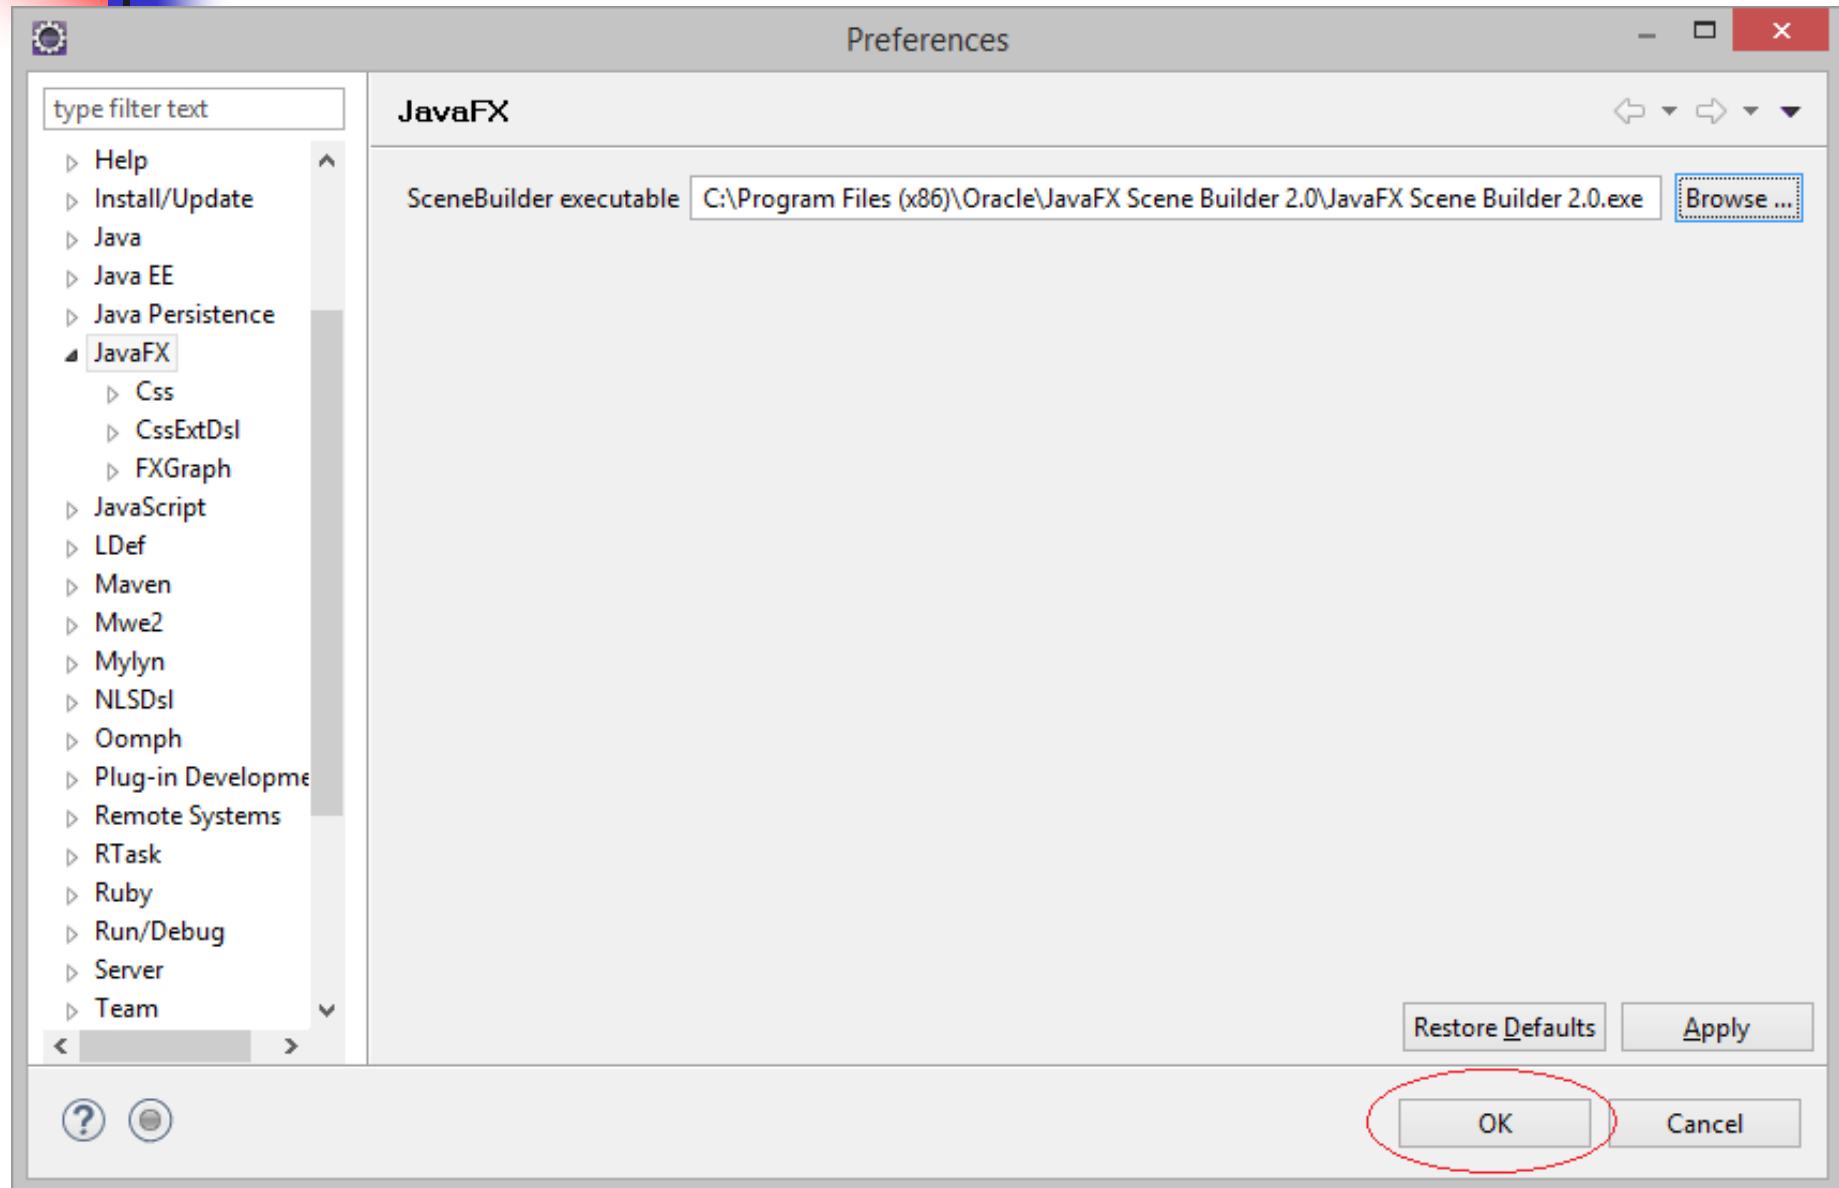 Preferences
type filter text
Help
Install/Update
Java
Java EE
Java Persistence
JavaFX
Css
CssExtDsl
FXGraph
JavaScript
LDef
Maven
Mwe2
Mylyn
NLSDsl
Oomph
Plug-in Developme
Remote Systems
RTask
Ruby
Run/Debug
Server
Team
JavaFX
SceneBuilder executable C:\Program Files (x86)\Oracle\JavaFX Scene Builder 2.0\JavaFX Scene Builder 2.0.exe Browse ...
Restore Defaults Apply
? OK Cancel